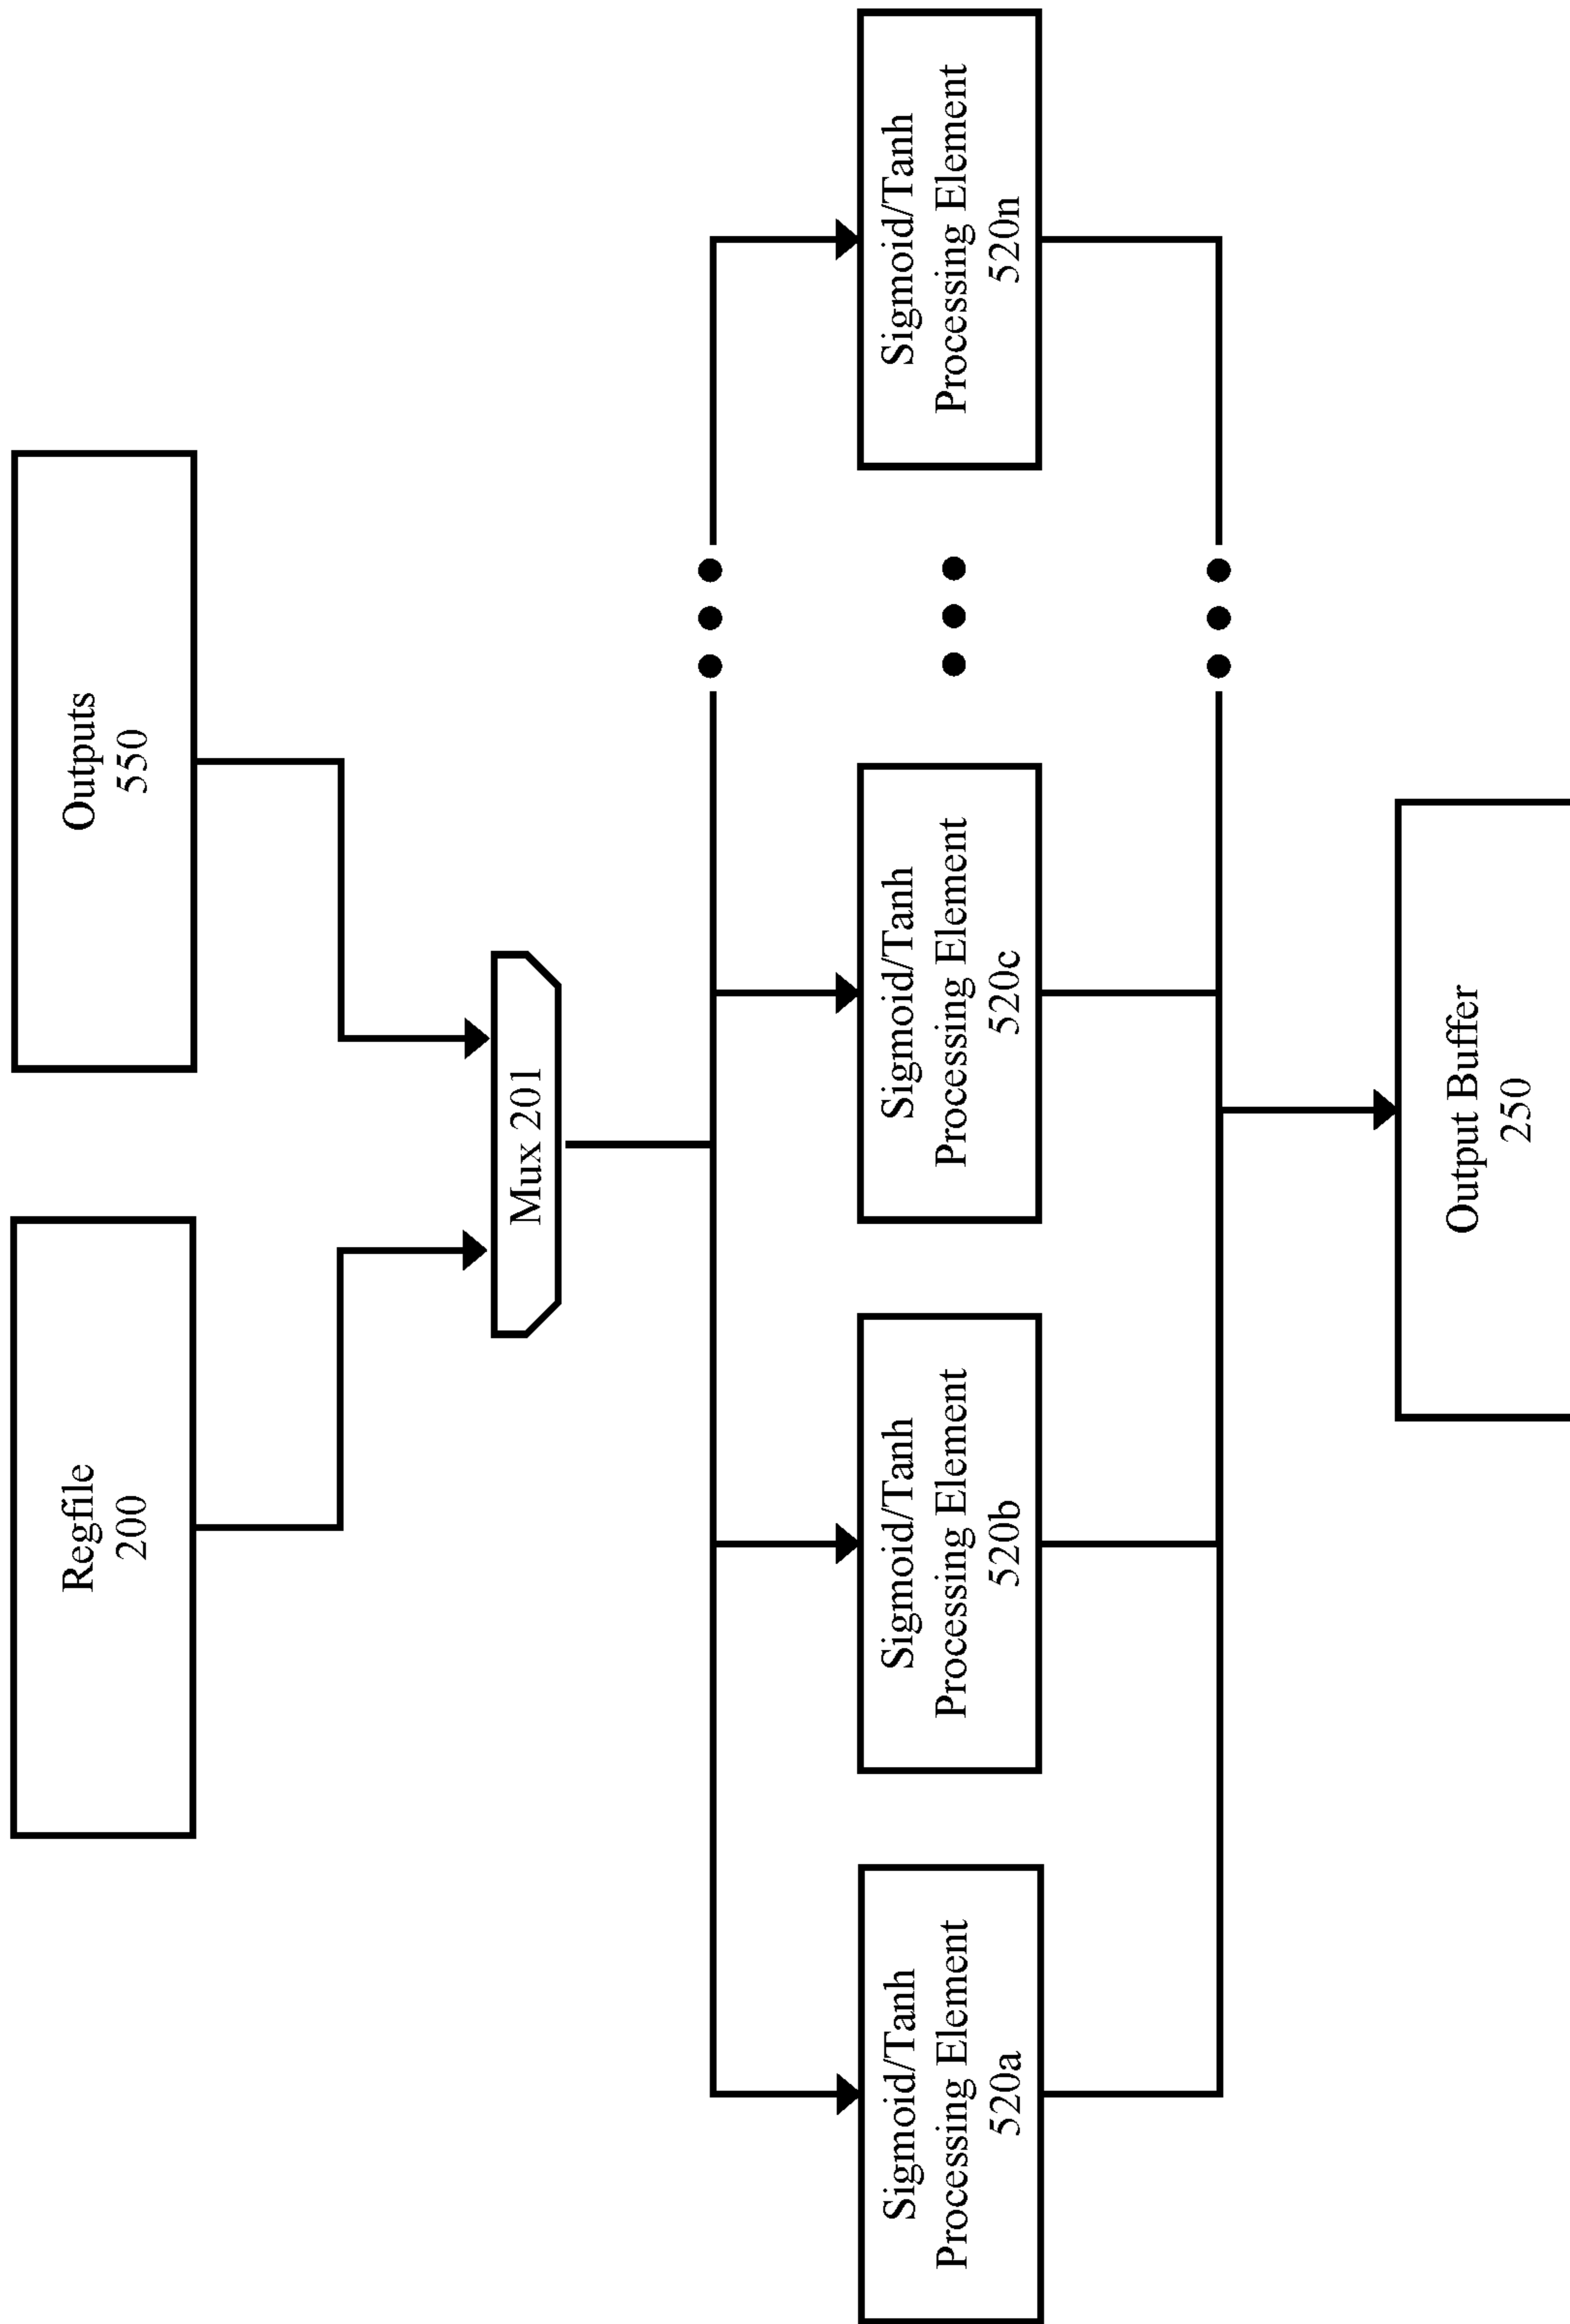 Regfile
200
Outputs
550
Mux 201
Sigmoid/Tanh
Processing Element
520a
Sigmoid/Tanh
Processing Element
520b
Sigmoid/Tanh
Processing Element
520c
Sigmoid/Tanh
Processing Element
520n
Output Buffer
250